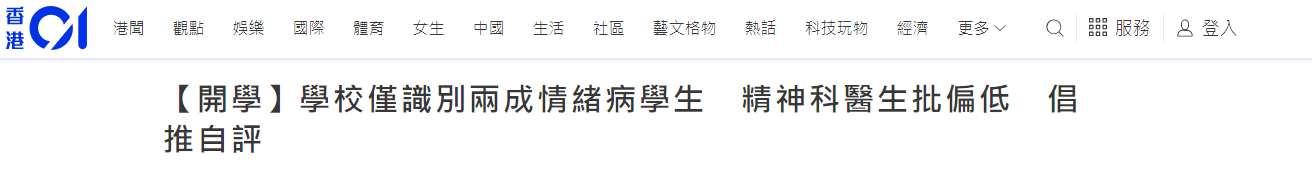 香港01
港聞 觀點 娛樂 國際 體育 女生 中國 生活 社區 藝文格物 熱話 科技玩物 經濟 更多 服務 登入
【開學】學校僅識別兩成情緒病學生　精神科醫生批偏低　倡
推自評